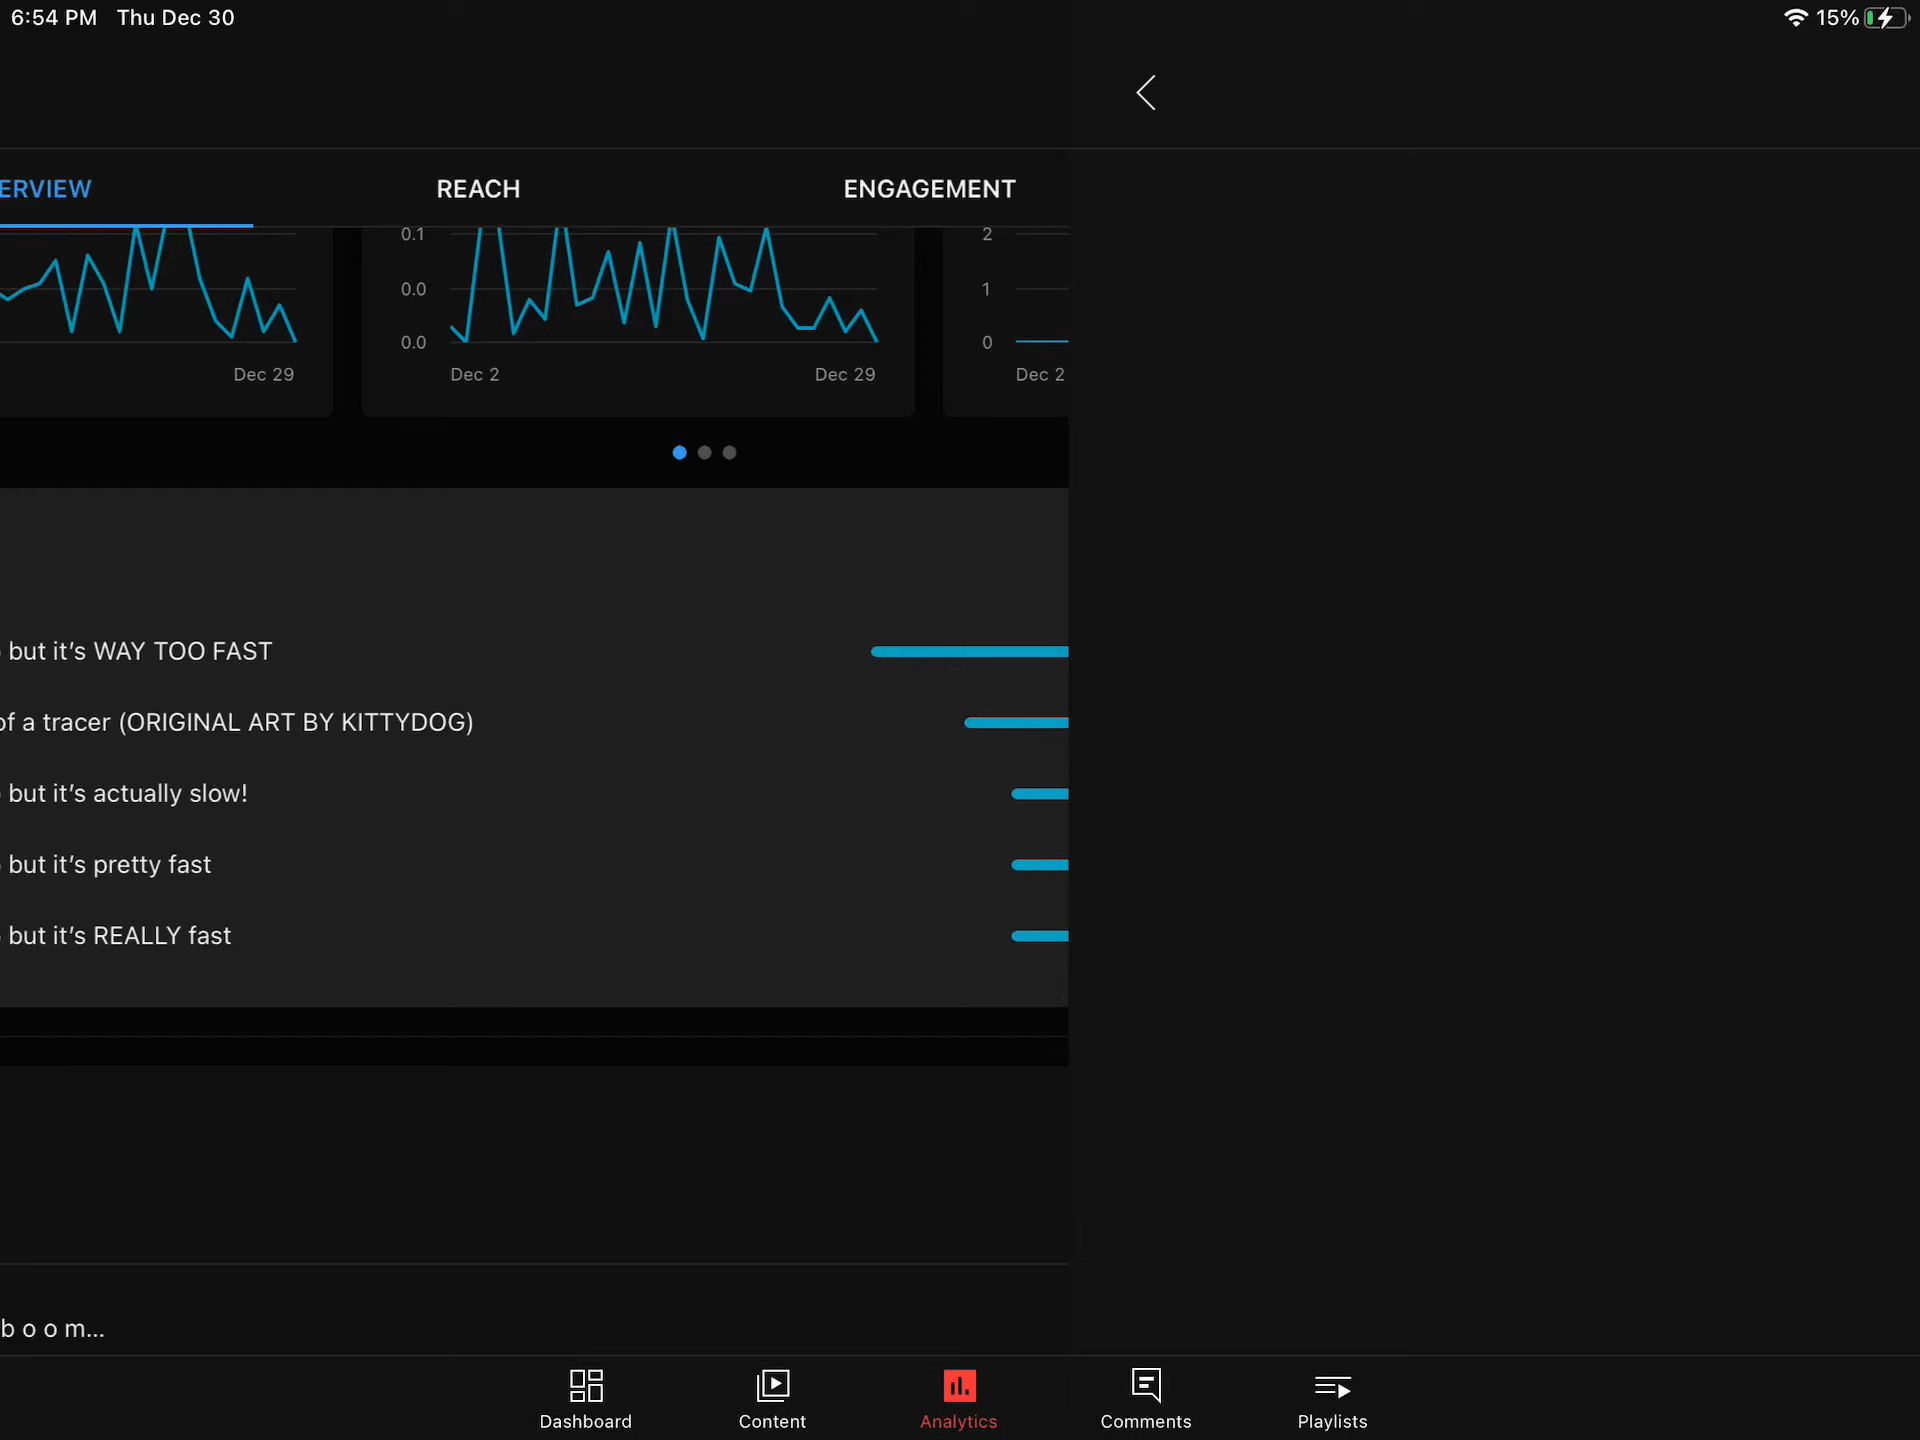 6:54 PM Thu Dec 30
15%
ERVIEW REACH ENGAGEMENT
0.1
0.0
0.0
2
1
0
Dec 29
Dec 2 Dec 29
Dec 2
but it’s WAY TOO FAST
of a tracer (ORIGINAL ART BY KITTYDOG)
but it’s actually slow!
but it’s pretty fast
but it’s REALLY fast
b o o m...
Dashboard Content Analytics Comments Playlists